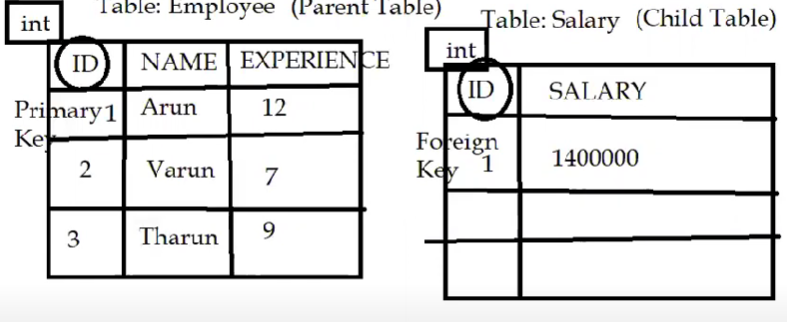 Table: Employee (Parent Table)
int
ID NAME EXPERIENCE
Primary Key 1 Arun 12
2 Varun 7
3 Tharun 9
Table: Salary (Child Table)
int
ID SALARY
Foreign Key 1 1400000